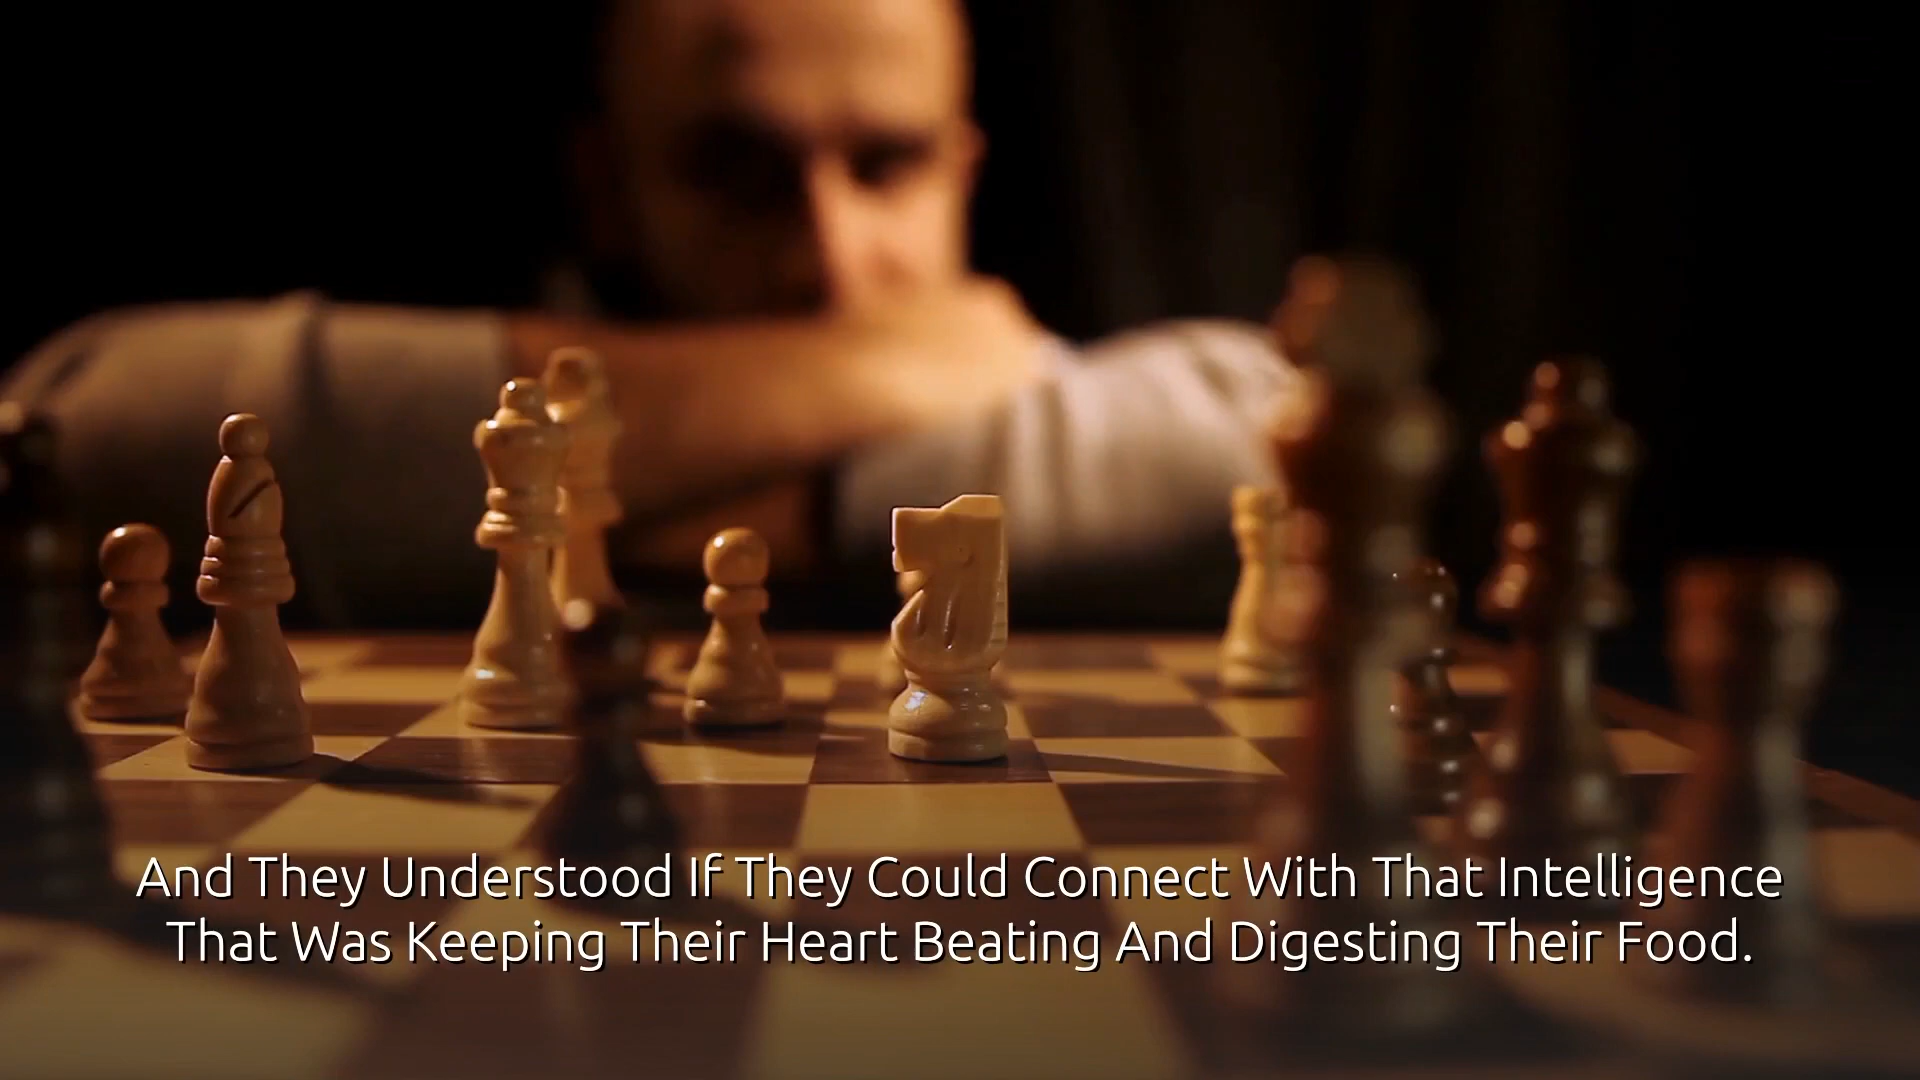 And They Understood If They Could Connect With That Intelligence
That Was Keeping Their Heart Beating And Digesting Their Food.